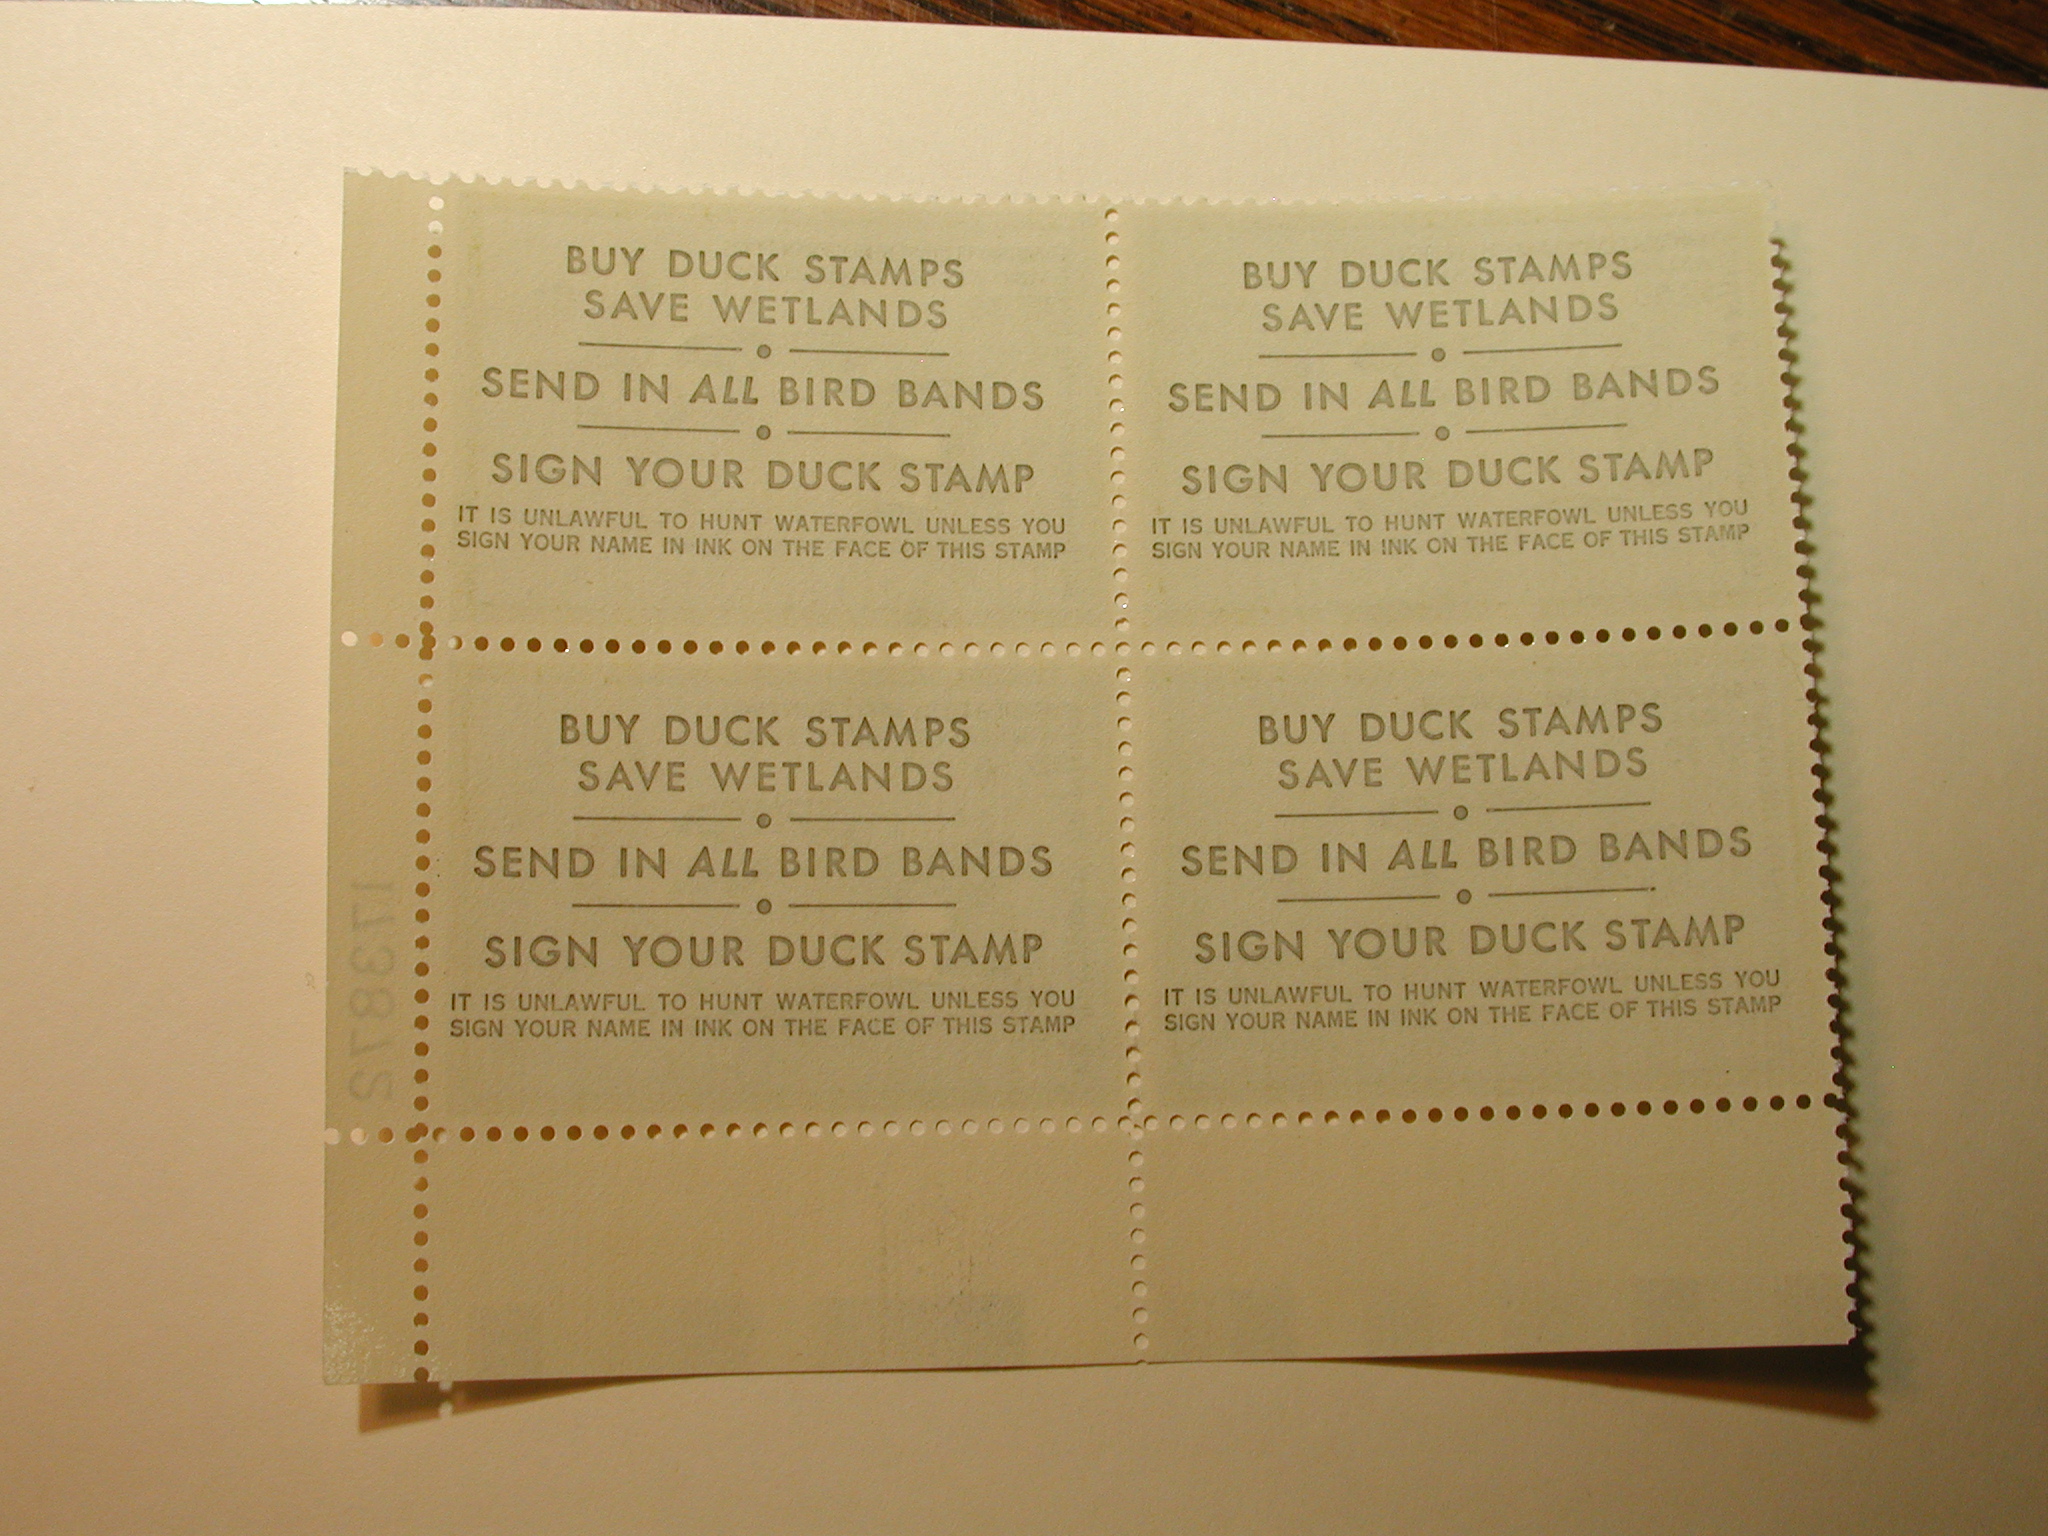 BUY DUCK STAMPS
SAVE WETLANDS
SEND IN ALL BIRD BANDS
SIGN YOUR DUCK STAMP
IT IS UNLAWFUL TO HUNT WATERFOWL UNLESS YOU
SIGN YOUR NAME IN INK ON THE FACE OF THIS STAMP
BUY DUCK STAMPS
SAVE WETLANDS
SEND IN ALL BIRD BANDS
SIGN YOUR DUCK STAMP
IT IS UNLAWFUL TO HUNT WATERFOWL UNLESS YOU
SIGN YOUR NAME IN INK ON THE FACE OF THIS STAMP
BUY DUCK STAMPS
SAVE WETLANDS
SEND IN ALL BIRD BANDS
SIGN YOUR DUCK STAMP
IT IS UNLAWFUL TO HUNT WATERFOWL UNLESS YOU
SIGN YOUR NAME IN INK ON THE FACE OF THIS STAMP
BUY DUCK STAMPS
SAVE WETLANDS
SEND IN ALL BIRD BANDS
SIGN YOUR DUCK STAMP
IT IS UNLAWFUL TO HUNT WATERFOWL UNLESS YOU
SIGN YOUR NAME IN INK ON THE FACE OF THIS STAMP
173872